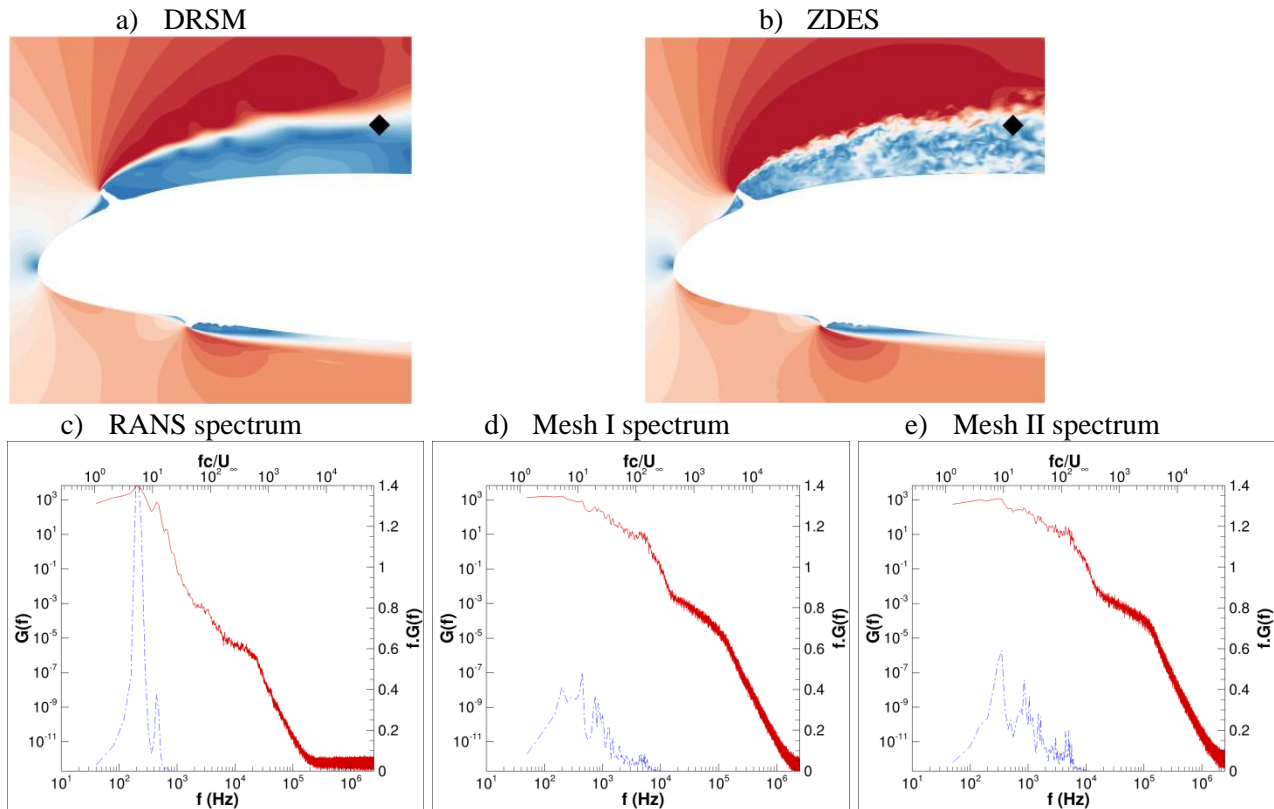 a) DRSM
b) ZDES
c) RANS spectrum
d) Mesh I spectrum
e) Mesh II spectrum
fc/U∞
10⁰ 10¹ 10² 10³ 10⁴
G(f)
10³
10¹
10⁻¹
10⁻³
10⁻⁵
10⁻⁷
10⁻⁹
10⁻¹¹
f.G(f)
1.4
1.2
1
0.8
0.6
0.4
0.2
0
10¹ 10² 10³ 10⁴ 10⁵ 10⁶
f (Hz)
fc/U∞
10⁰ 10¹ 10² 10³ 10⁴
G(f)
10³
10¹
10⁻¹
10⁻³
10⁻⁵
10⁻⁷
10⁻⁹
10⁻¹¹
f.G(f)
1.4
1.2
1
0.8
0.6
0.4
0.2
0
10¹ 10² 10³ 10⁴ 10⁵ 10⁶
f (Hz)
fc/U∞
10⁰ 10¹ 10² 10³ 10⁴
G(f)
10³
10¹
10⁻¹
10⁻³
10⁻⁵
10⁻⁷
10⁻⁹
10⁻¹¹
f.G(f)
1.4
1.2
1
0.8
0.6
0.4
0.2
0
10¹ 10² 10³ 10⁴ 10⁵ 10⁶
f (Hz)